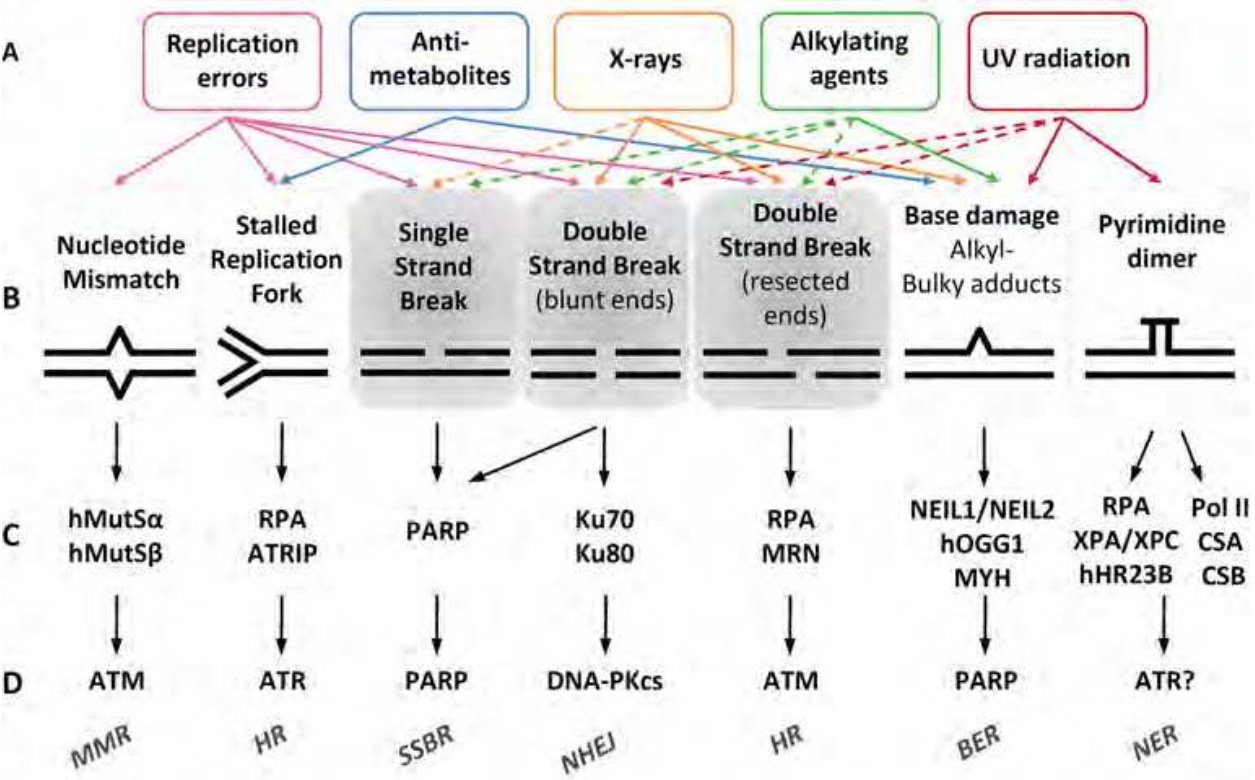 A
Replication
errors
Anti-
metabolites
X-rays
Alkylating
agents
UV radiation
B
Nucleotide
Mismatch
Stalled
Replication
Fork
Single
Strand
Break
Double
Strand Break
(blunt ends)
Double
Strand Break
(resected
ends)
Base damage
Alkyl-
Bulky adducts
Pyrimidine
dimer
C
hMutSα
hMutSβ
RPA
ATRIP
PARP
Ku70
Ku80
RPA
MRN
NEIL1/NEIL2
hOGG1
MYH
RPA
XPA/XPC
hHR23B
Pol II
CSA
CSB
D
ATM
ATR
PARP
DNA-PKcs
ATM
PARP
ATR?
MMR
HR
SSBR
NHEJ
HR
BER
NER